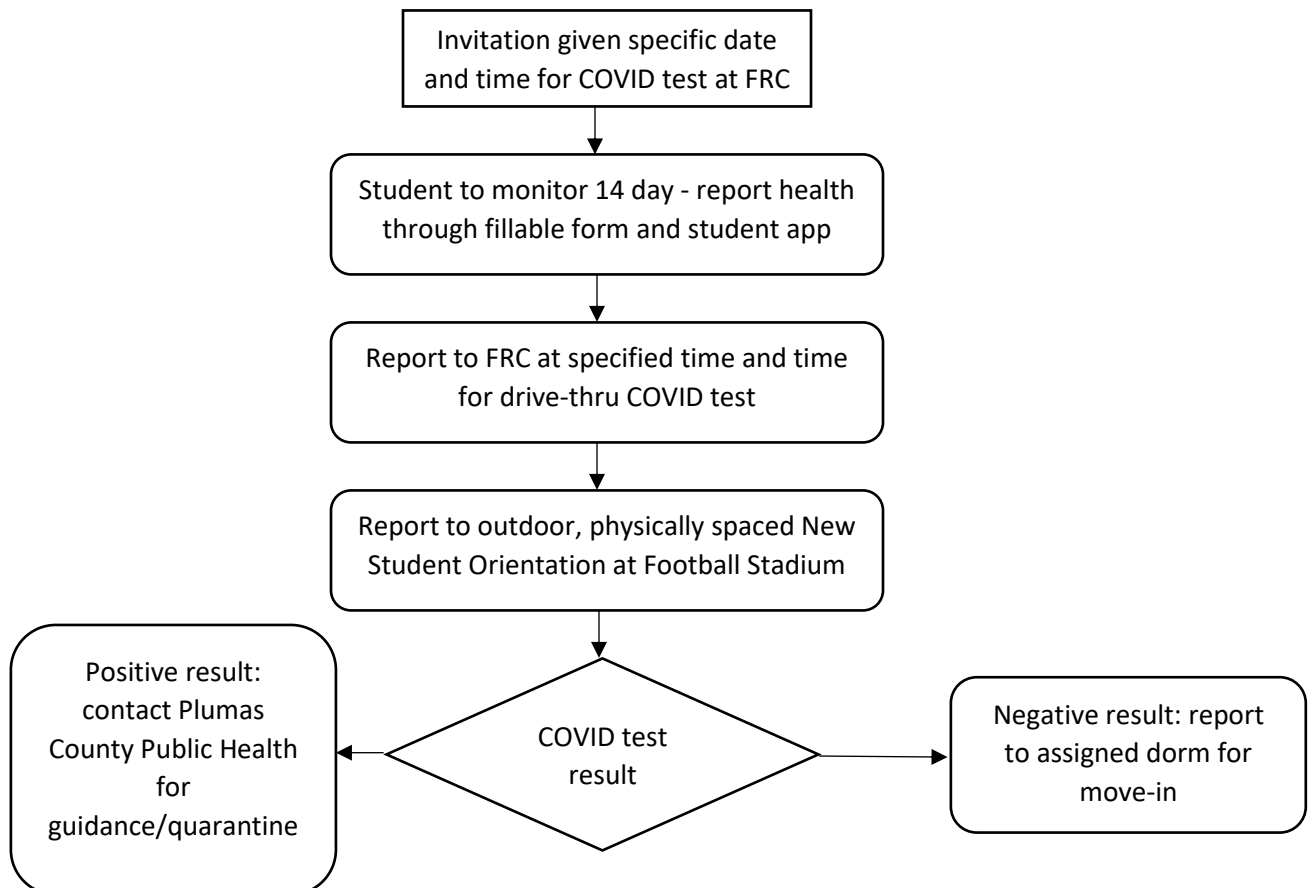 Invitation given specific date
and time for COVID test at FRC
Student to monitor 14 day - report health
through fillable form and student app
Report to FRC at specified time and time
for drive-thru COVID test
Report to outdoor, physically spaced New
Student Orientation at Football Stadium
Positive result:
contact Plumas
County Public Health
for
guidance/quarantine
COVID test
result
Negative result: report
to assigned dorm for
move-in